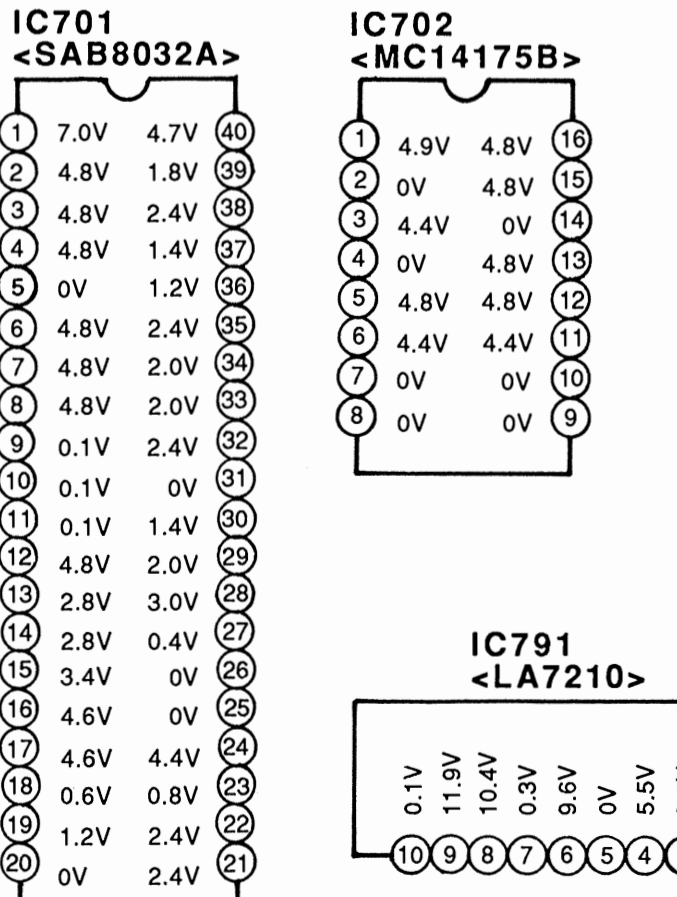 IC701
<SAB8032A>
1 7.0V 4.7V 40
2 4.8V 1.8V 39
3 4.8V 2.4V 38
4 4.8V 1.4V 37
5 0V 1.2V 36
6 4.8V 2.4V 35
7 4.8V 2.0V 34
8 4.8V 2.0V 33
9 0.1V 2.4V 32
10 0.1V 0V 31
11 0.1V 1.4V 30
12 4.8V 2.0V 29
13 2.8V 3.0V 28
14 2.8V 0.4V 27
15 3.4V 0V 26
16 4.6V 0V 25
17 4.6V 4.4V 24
18 0.6V 0.8V 23
19 1.2V 2.4V 22
20 0V 2.4V 21
IC702
<MC14175B>
1 4.9V 4.8V 16
2 0V 4.8V 15
3 4.4V 0V 14
4 0V 4.8V 13
5 4.8V 4.8V 12
6 4.4V 4.4V 11
7 0V 0V 10
8 0V 0V 9
IC791
<LA7210>
0.1V 11.9V 10.4V 0.3V 9.6V 0V 5.5V
10 9 8 7 6 5 4